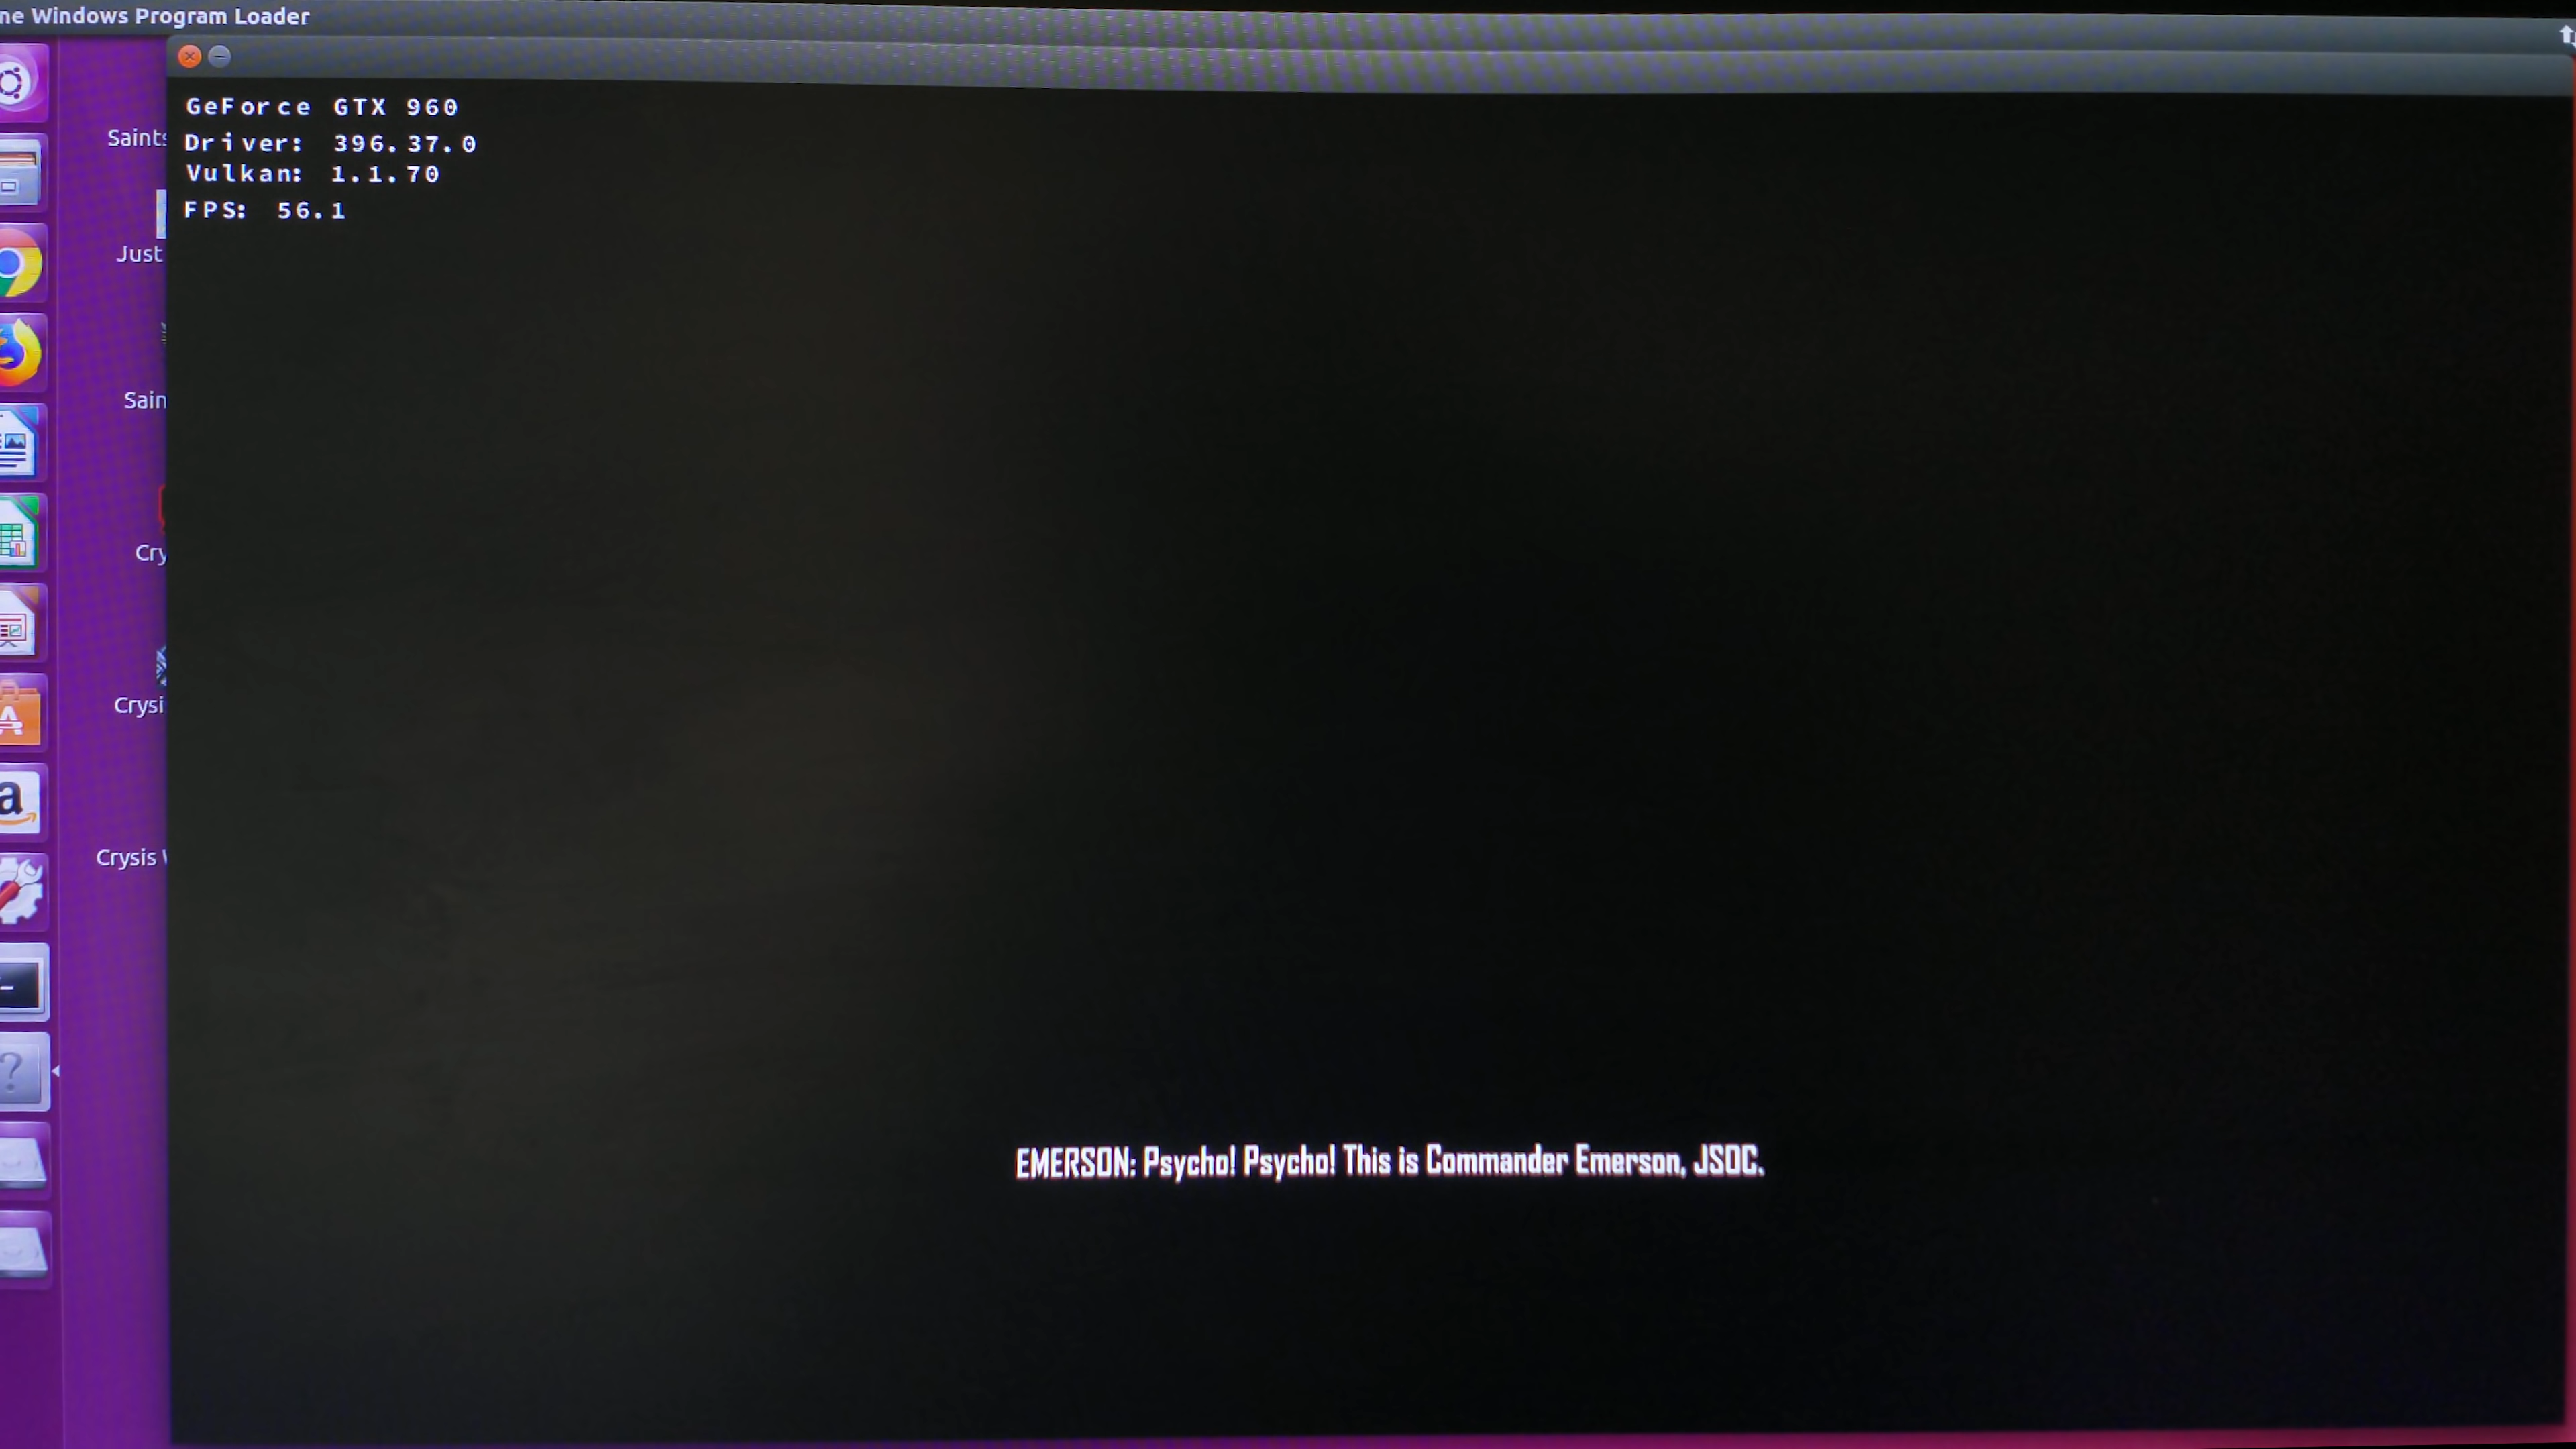 ne Windows Program Loader
GeForce GTX 960
Driver: 396.37.0
Vulkan: 1.1.70
FPS: 56.1
Saints
Just
Sain
Cry
Crysi
Crysis
EMERSON: Psycho! Psycho! This is Commander Emerson, JSOC.